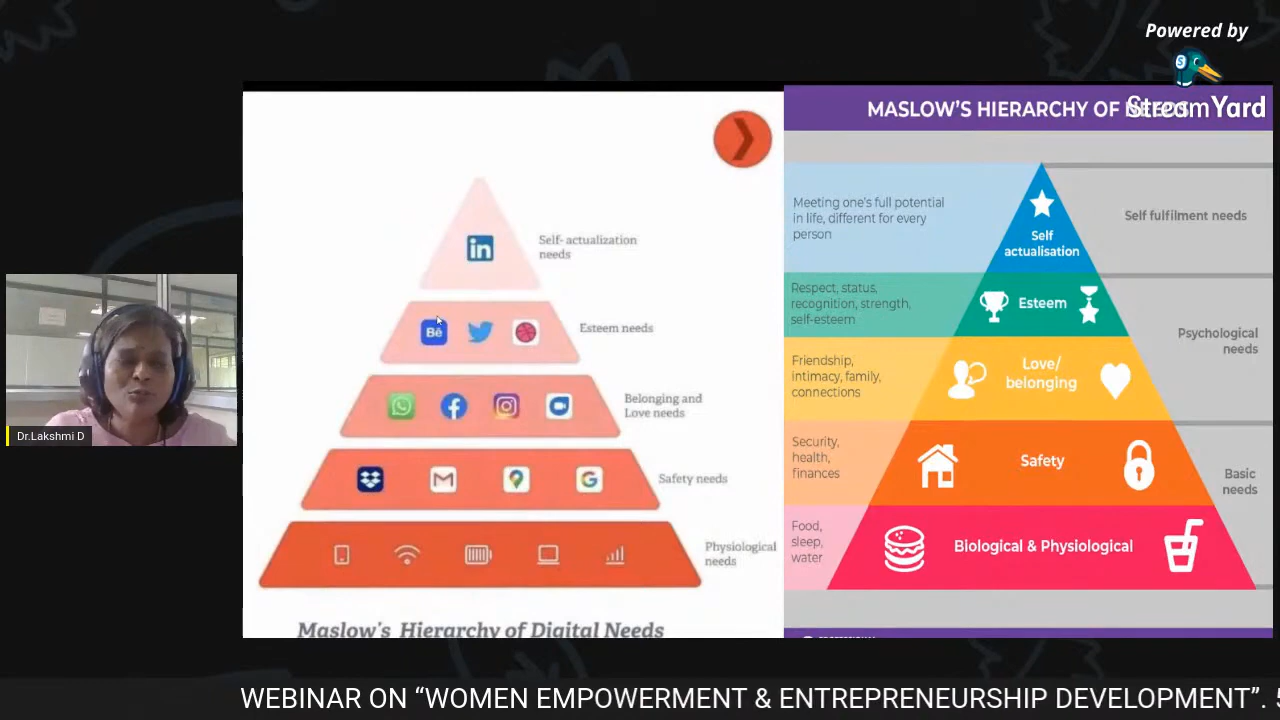 Powered by
StreamYard
MASLOW'S HIERARCHY OF
Self- actualization
needs
in
Esteem needs
Bē
Belonging and
Love needs
Safety needs
G
Physiological
needs
Maslow's Hierarchy of Digital Needs
Meeting one's full potential
in life, different for every
person
Self
actualisation
Self fulfilment needs
Respect, status,
recognition, strength,
self-esteem
Esteem
Psychological
needs
Friendship,
intimacy, family,
connections
Love/
belonging
Security,
health,
finances
Safety
Basic
needs
Food,
sleep,
water
Biological & Physiological
Dr.Lakshmi D
WEBINAR ON “WOMEN EMPOWERMENT & ENTREPRENEURSHIP DEVELOPMENT”.